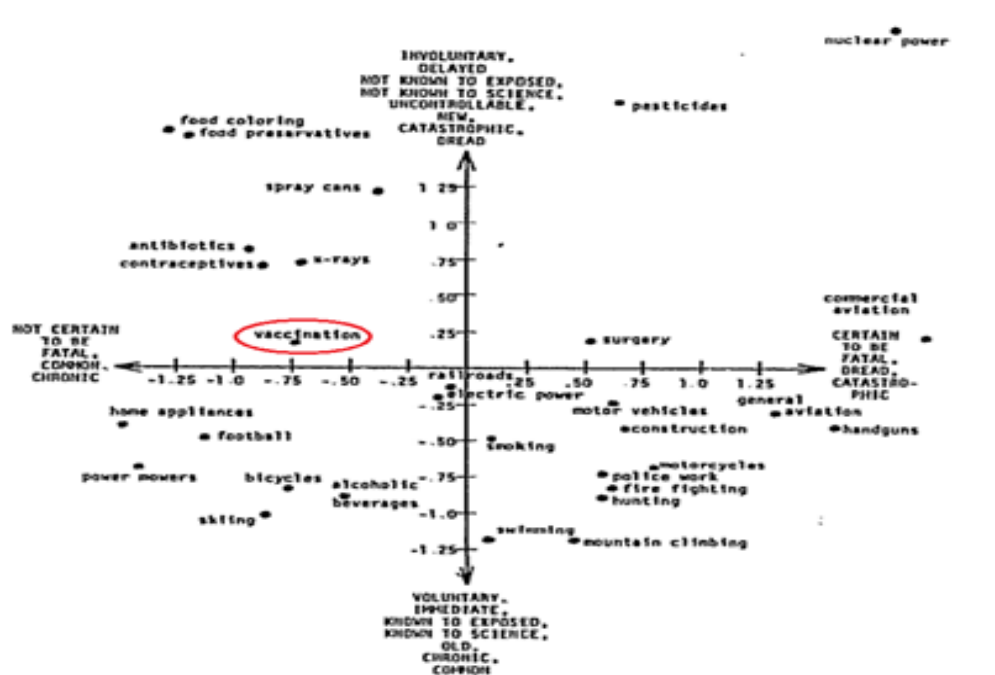 nuclear power
INVOLUNTARY,
DELAYED
NOT KNOWN TO EXPOSED,
NOT KNOWN TO SCIENCE,
UNCONTROLLABLE,
NEW,
CATASTROPHIC,
DREAD
pesticides
food coloring
food preservatives
spray cans
1 25
1 0
antibiotics
contraceptives
x-rays
.75
.50
commercial
aviation
NOT CERTAIN
TO BE
FATAL,
COMMON,
CHRONIC
vaccination
.25
surgery
CERTAIN
TO BE
FATAL,
DREAD,
CATASTRO-
PHIC
-1.25 -1.0 -.75 -.50 -.25
.25 .50 .75 1.0 1.25
railroads
electric power
-.25
home appliances
motor vehicles
general
aviation
football
construction
handguns
-.50
smoking
power mowers
bicycles
alcoholic
beverages
-.75
motorcycles
police work
fire fighting
hunting
skiing
-1.0
swimming
mountain climbing
-1.25
VOLUNTARY,
IMMEDIATE,
KNOWN TO EXPOSED,
KNOWN TO SCIENCE,
OLD,
CHRONIC,
COMMON